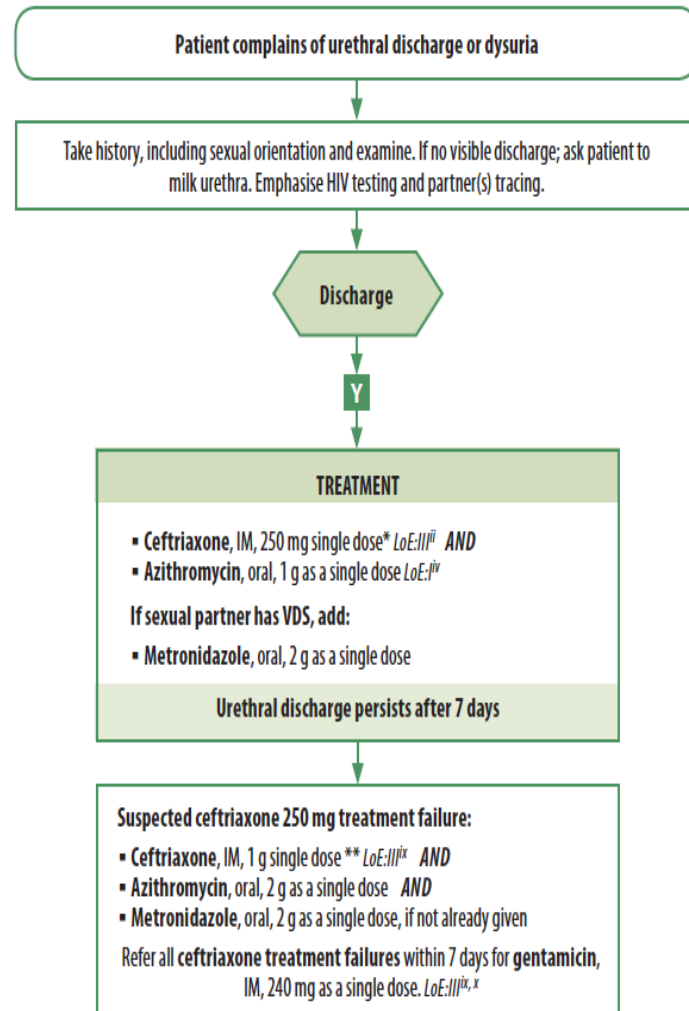 Patient complains of urethral discharge or dysuria
Take history, including sexual orientation and examine. If no visible discharge; ask patient to
milk urethra. Emphasise HIV testing and partner(s) tracing.
Discharge
Y
TREATMENT
▪ Ceftriaxone, IM, 250 mg single dose* LoE:IIIii AND
▪ Azithromycin, oral, 1 g as a single dose LoE:Iiv
If sexual partner has VDS, add:
▪ Metronidazole, oral, 2 g as a single dose
Urethral discharge persists after 7 days
Suspected ceftriaxone 250 mg treatment failure:
▪ Ceftriaxone, IM, 1 g single dose ** LoE:IIIix AND
▪ Azithromycin, oral, 2 g as a single dose AND
▪ Metronidazole, oral, 2 g as a single dose, if not already given
Refer all ceftriaxone treatment failures within 7 days for gentamicin,
IM, 240 mg as a single dose. LoE:IIIix, x